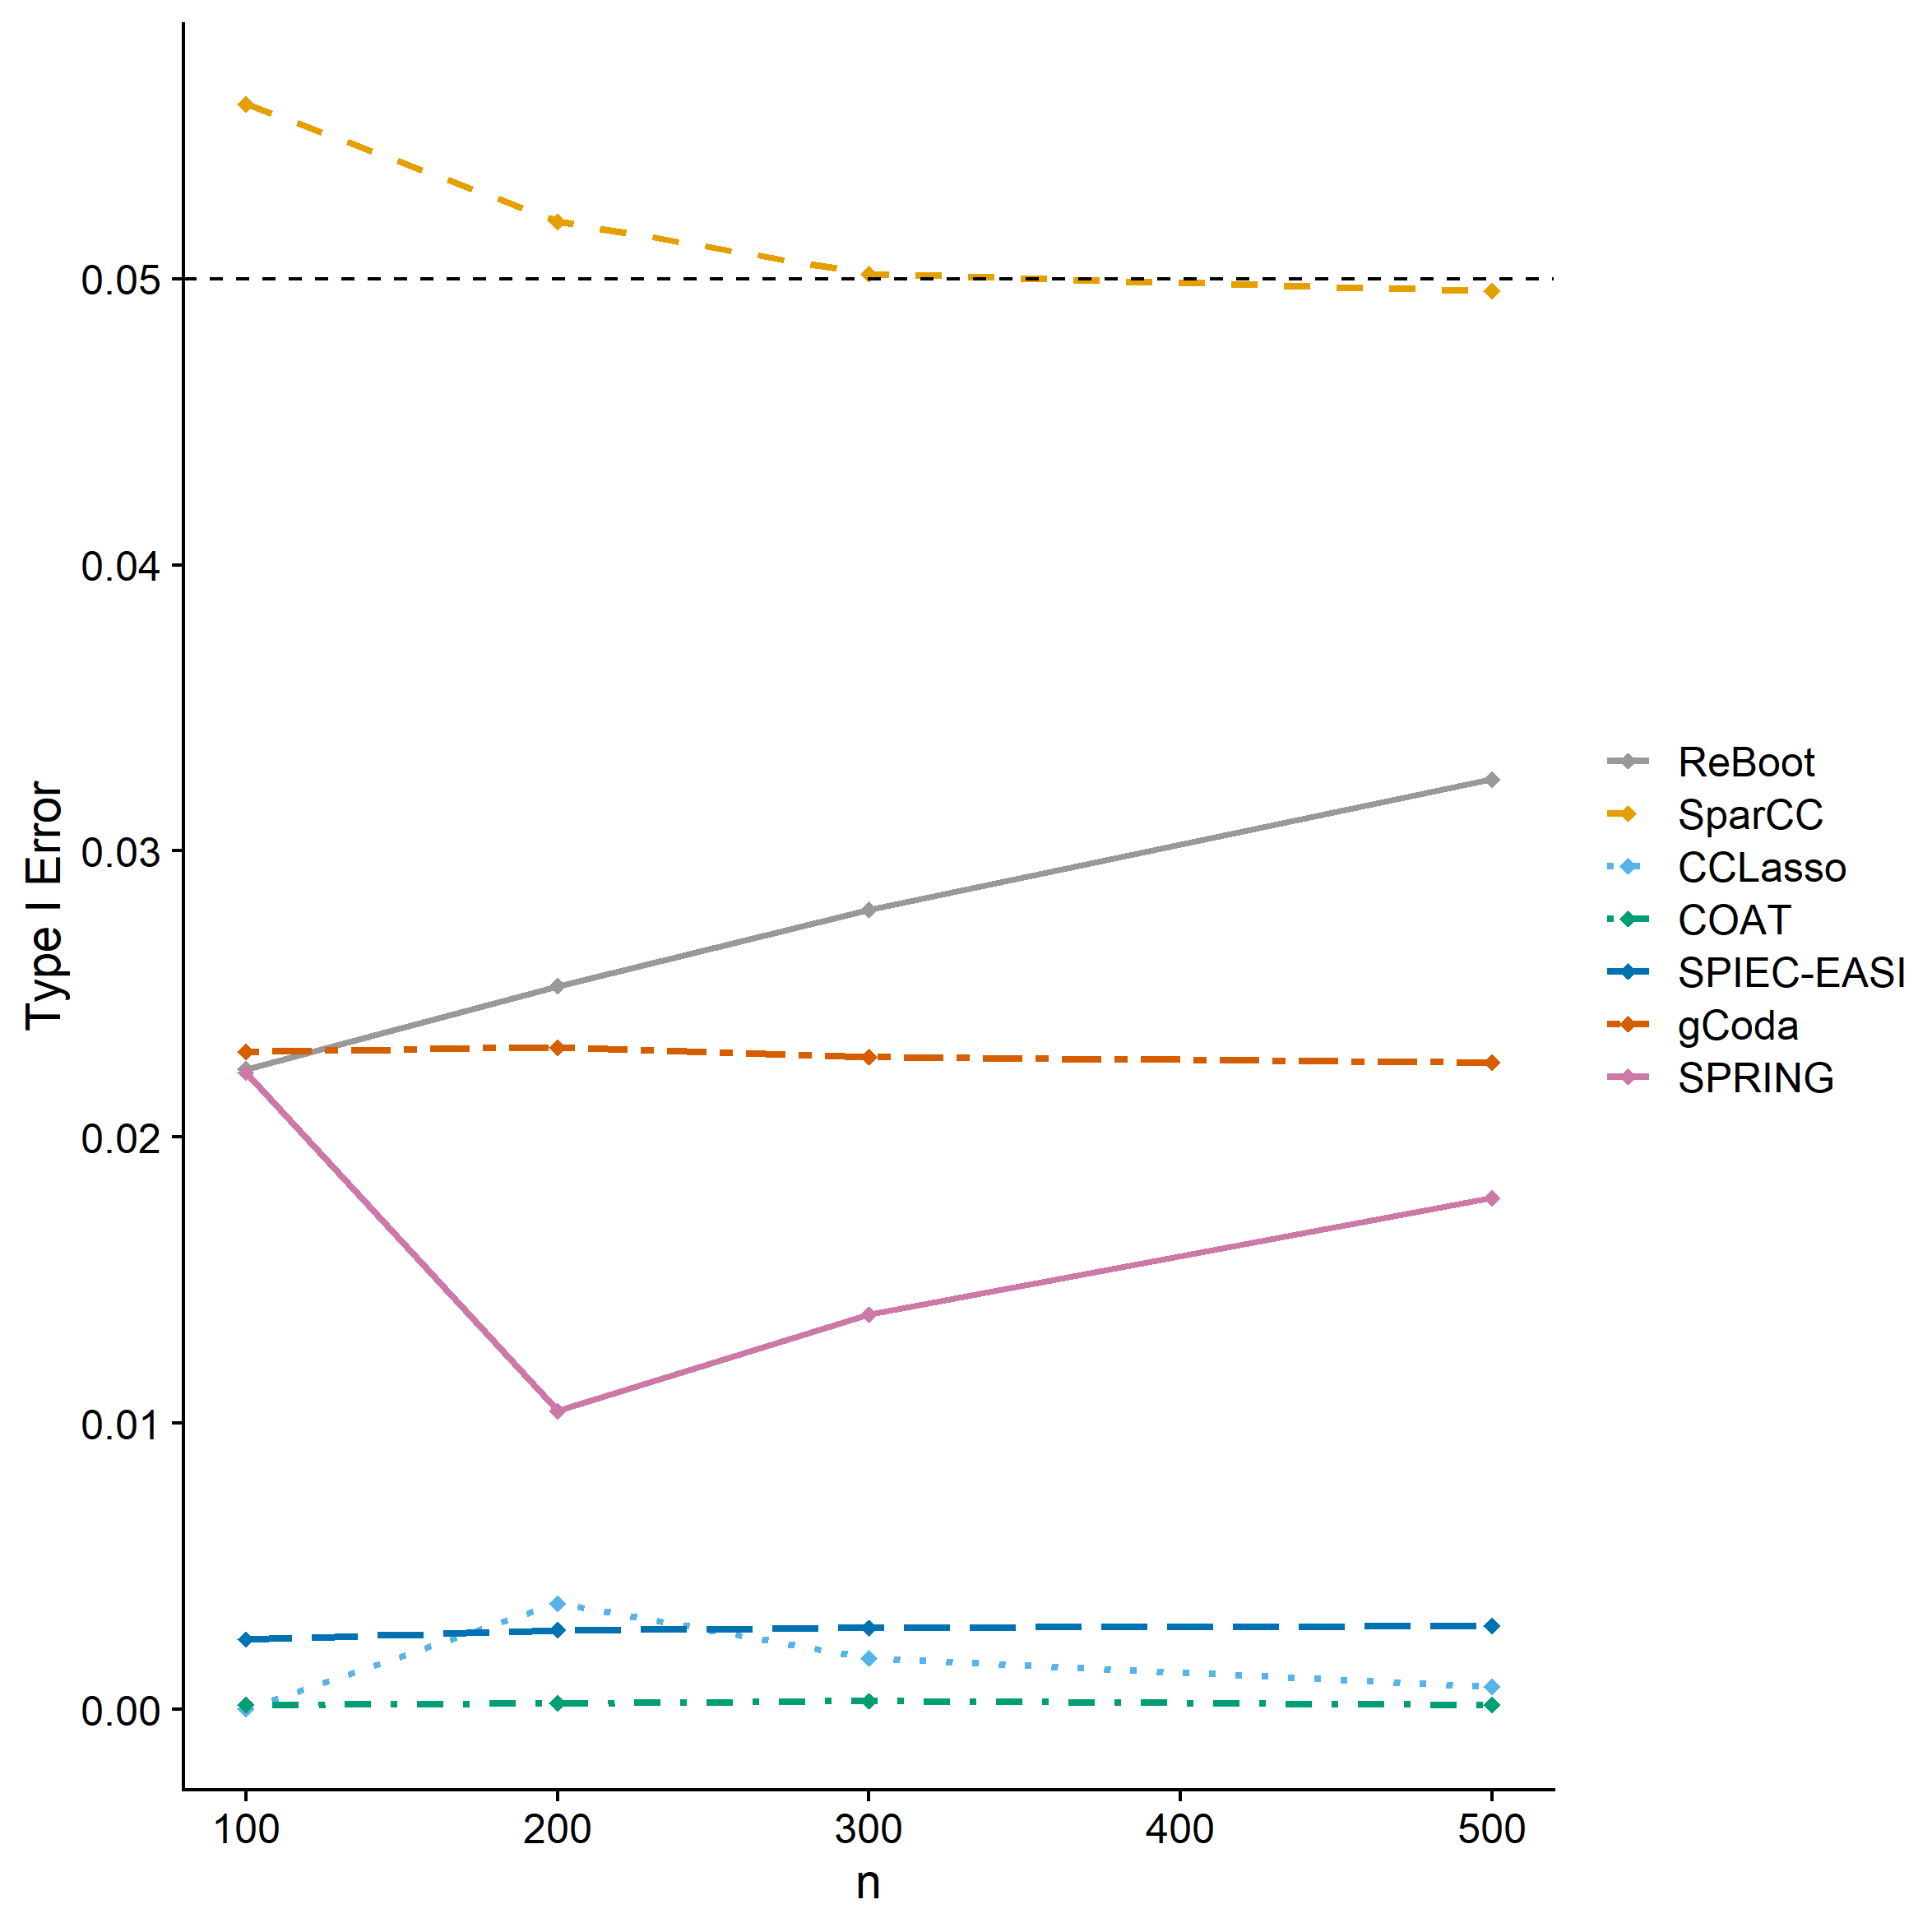 Type I Error
0.05
0.04
0.03
0.02
0.01
0.00
100 200 300 400 500
n
ReBoot
SparCC
CCLasso
COAT
SPIEC-EASI
gCoda
SPRING